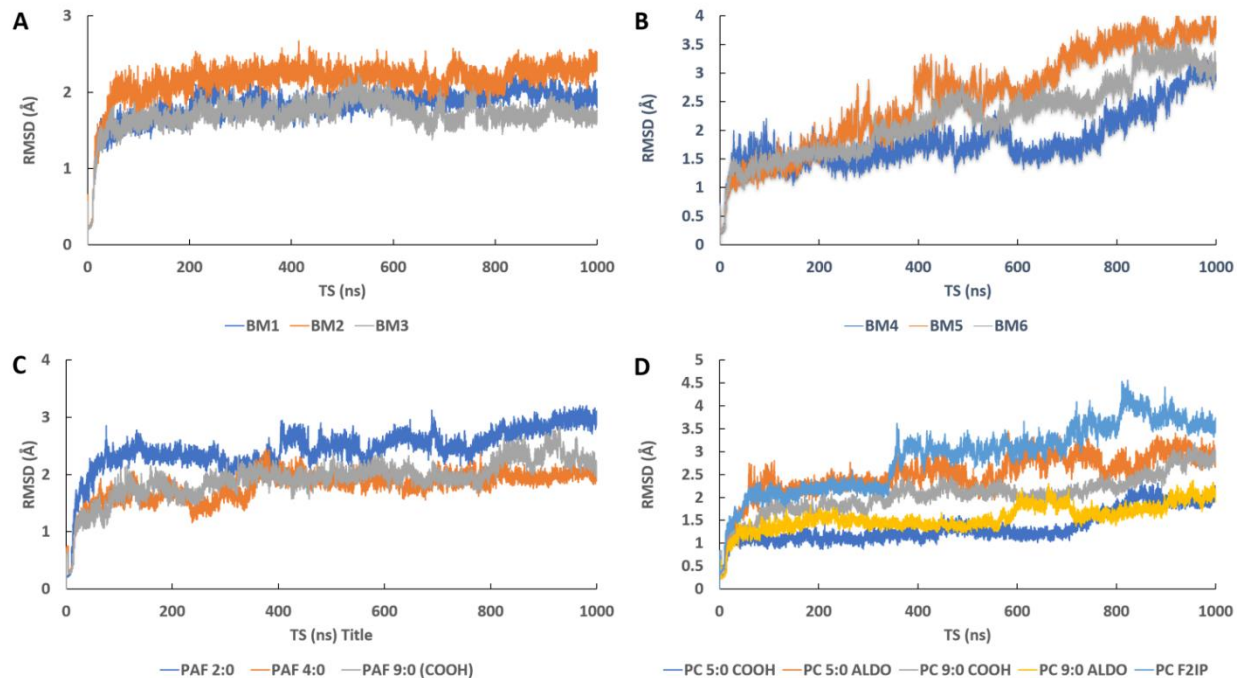 A
RMSD (Å)
3
2
1
0
0 200 400 600 800 1000
TS (ns)
BM1 BM2 BM3
B
RMSD (Å)
4
3.5
3
2.5
2
1.5
1
0.5
0
0 200 400 600 800 1000
TS (ns)
BM4 BM5 BM6
C
RMSD (Å)
4
3
2
1
0
0 200 400 600 800 1000
TS (ns) Title
PAF 2:0 PAF 4:0 PAF 9:0 (COOH)
D
RMSD (Å)
5
4.5
4
3.5
3
2.5
2
1.5
1
0.5
0
0 200 400 600 800 1000
TS (ns)
PC 5:0 COOH PC 5:0 ALDO PC 9:0 COOH PC 9:0 ALDO PC F2IP